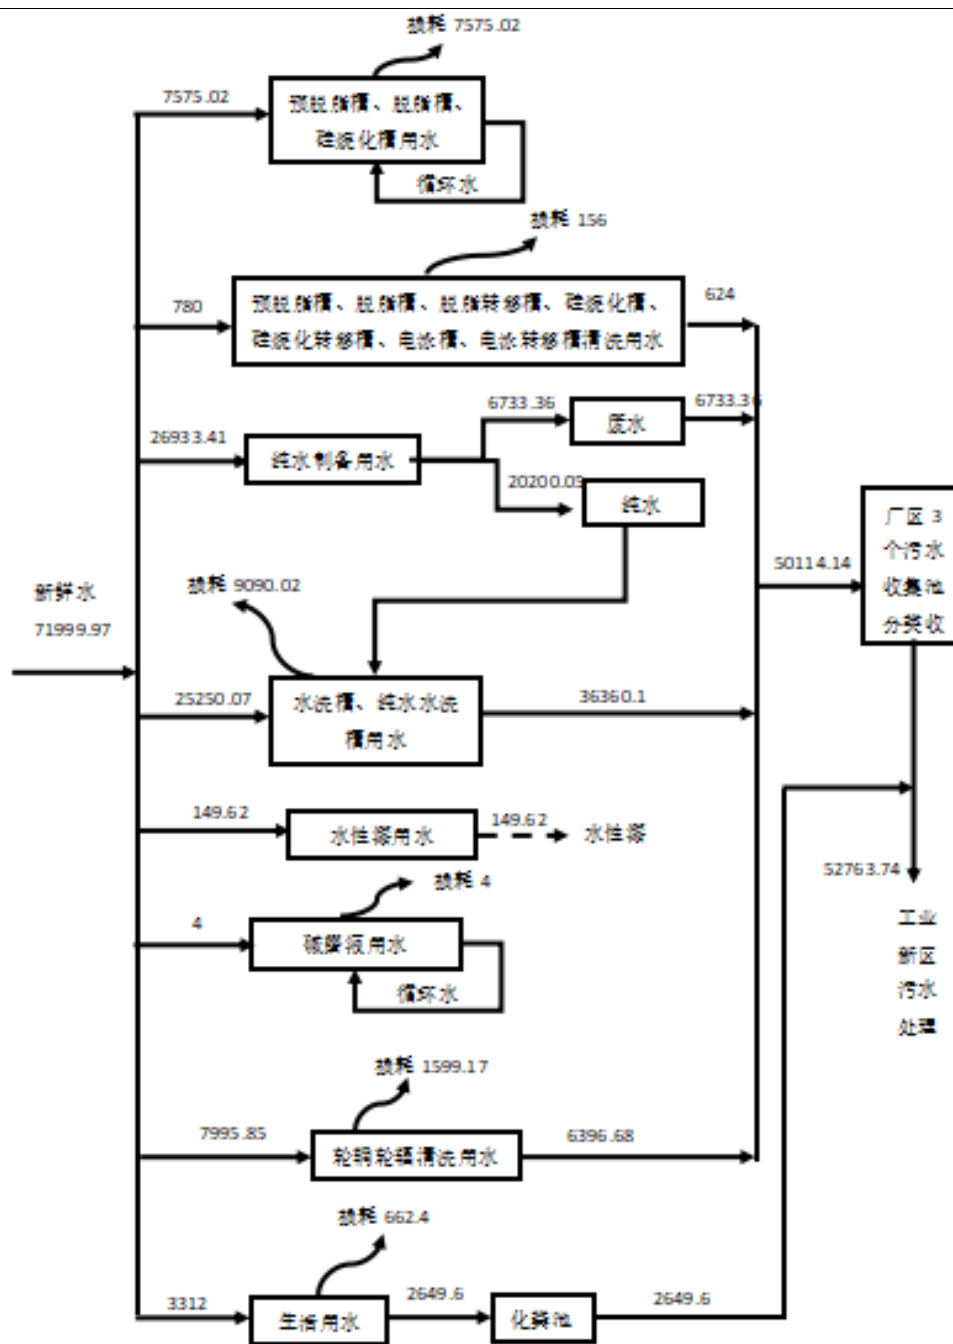 损耗 7575.02
7575.02
预脱脂槽、脱脂槽、
硅烷化槽用水
循环水
损耗 156
780
预脱脂槽、脱脂槽、脱脂转移槽、硅烷化槽、
硅烷化转移槽、电泳槽、电泳转移槽清洗用水
624
26933.41
纯水制备用水
6733.36
废水
6733.36
20200.05
纯水
新鲜水
71999.97
损耗 9090.02
25250.07
水洗槽、纯水水洗
槽用水
36360.1
50114.14
厂区 3
个污水
收集池
分类收
149.62
水性漆用水
149.62
水性漆
损耗 4
4
硫膜液用水
循环水
52763.74
工业
新区
污水
处理
损耗 1599.17
7995.85
轮辋轮辐清洗用水
6396.68
损耗 662.4
3312
生活用水
2649.6
化粪池
2649.6